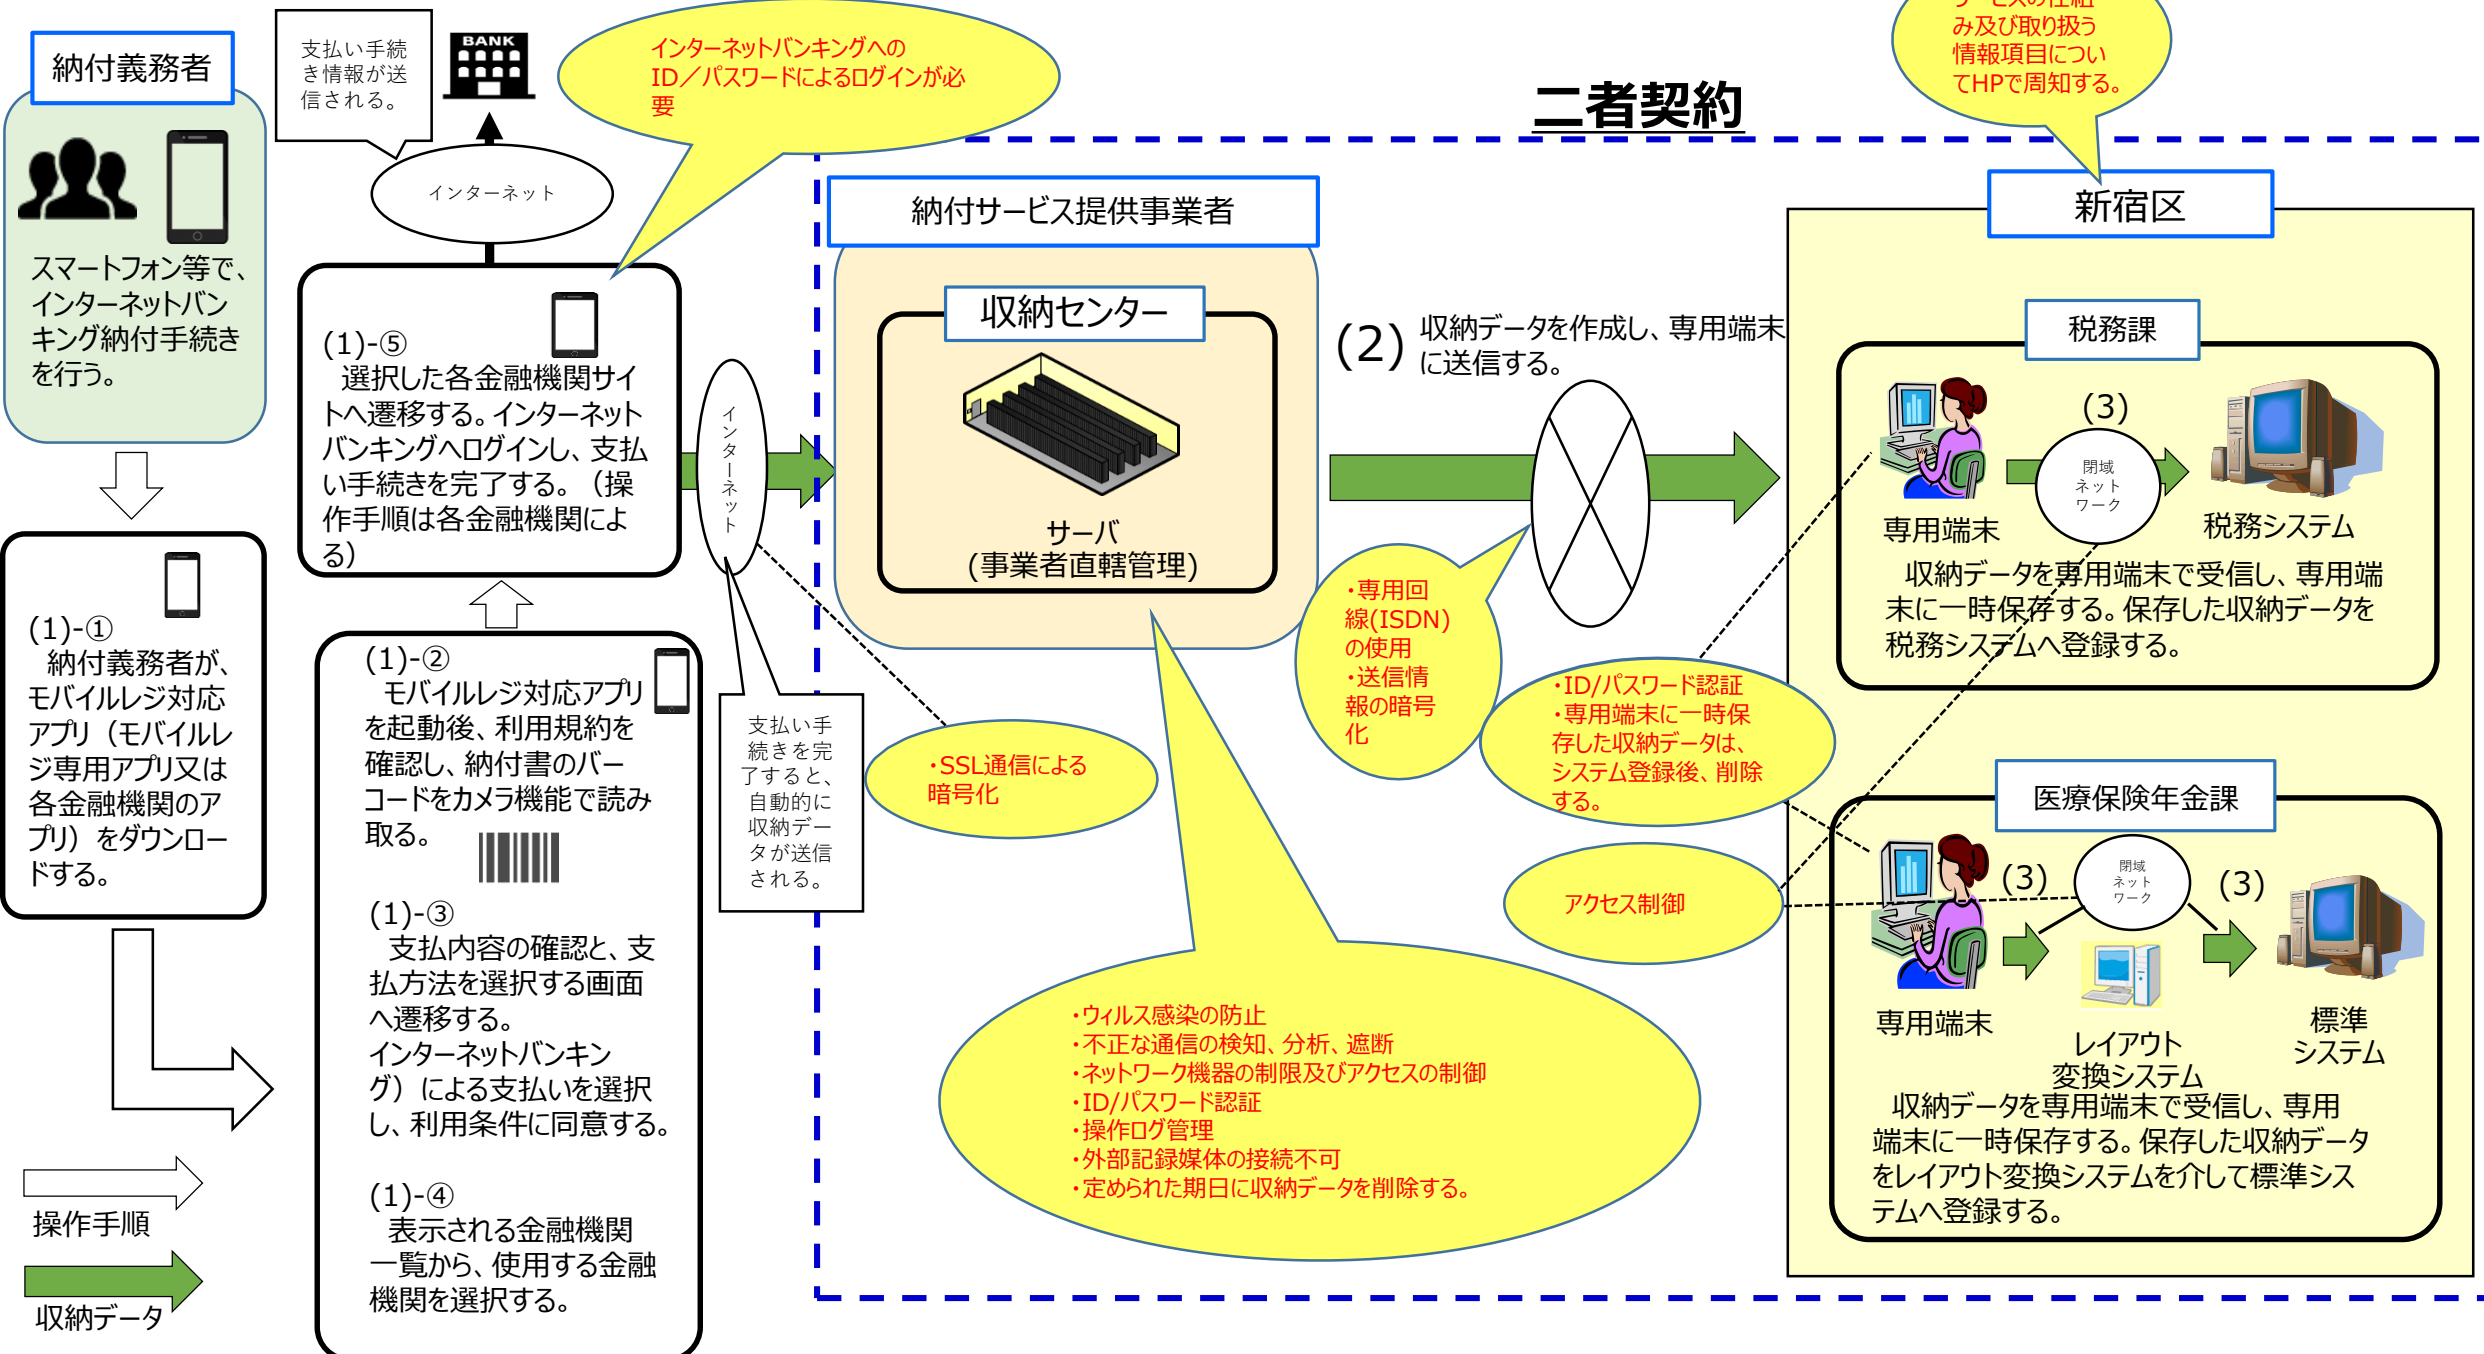 納付義務者
スマートフォン等で、
インターネットバン
キング納付手続き
を行う。
(1)-①
納付義務者が、
モバイルレジ対応
アプリ（モバイルレ
ジ専用アプリ又は
各金融機関のア
プリ）をダウンロー
ドする。
操作手順
収納データ
支払い手続
き情報が送
信される。
BANK
インターネット
インターネットバンキングへの
ID／パスワードによるログインが必
要
(1)-⑤
選択した各金融機関サイ
トへ遷移する。インターネット
バンキングへログインし、支払
い手続きを完了する。（操
作手順は各金融機関によ
る）
(1)-②
モバイルレジ対応アプリ
を起動後、利用規約を
確認し、納付書のバー
コードをカメラ機能で読み
取る。
(1)-③
支払内容の確認と、支
払方法を選択する画面
へ遷移する。
インターネットバンキン
グ）による支払いを選択
し、利用条件に同意する。
(1)-④
表示される金融機関
一覧から、使用する金融
機関を選択する。
インターネット
支払い手
続きを完
了すると、
自動的に
収納デー
タが送信
される。
・SSL通信による
暗号化
二者契約
納付サービス提供事業者
収納センター
サーバ
(事業者直轄管理)
・ウィルス感染の防止
・不正な通信の検知、分析、遮断
・ネットワーク機器の制限及びアクセスの制御
・ID/パスワード認証
・操作ログ管理
・外部記録媒体の接続不可
・定められた期日に収納データを削除する。
(2)
収納データを作成し、専用端末
に送信する。
・専用回
線(ISDN)
の使用
・送信情
報の暗号
化
・ID/パスワード認証
・専用端末に一時保
存した収納データは、
システム登録後、削除
する。
アクセス制御
サービスの仕組
み及び取り扱う
情報項目につい
てHPで周知する。
新宿区
税務課
(3)
閉域
ネット
ワーク
専用端末
税務システム
収納データを専用端末で受信し、専用端
末に一時保存する。保存した収納データを
税務システムへ登録する。
医療保険年金課
(3)
閉域
ネット
ワーク
(3)
専用端末
レイアウト
変換システム
標準
システム
収納データを専用端末で受信し、専用
端末に一時保存する。保存した収納データ
をレイアウト変換システムを介して標準シス
テムへ登録する。